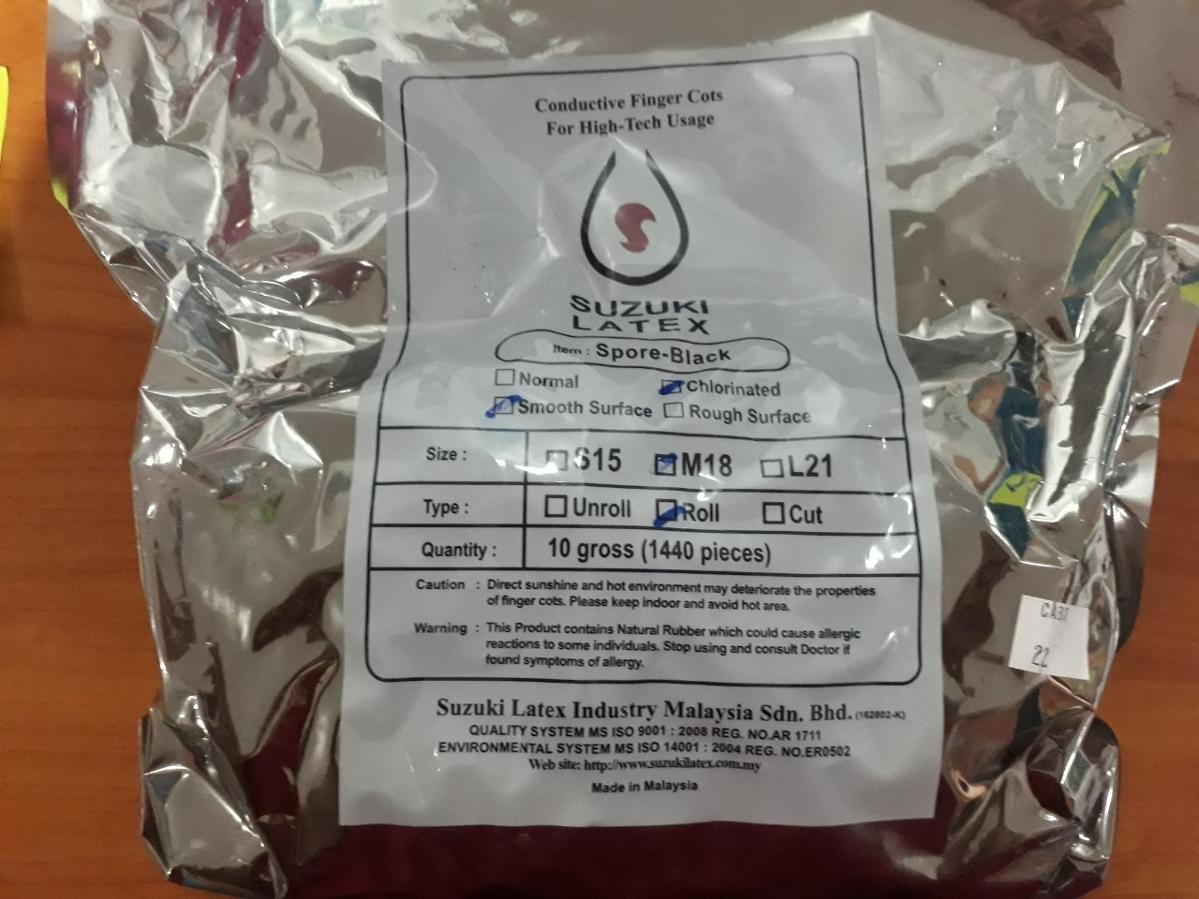 Conductive Finger Cots
For High-Tech Usage
SUZUKI
LATEX
Item : Spore-Black
Normal Chlorinated
Smooth Surface Rough Surface
Size : S15 M18 L21
Type : Unroll Roll Cut
Quantity : 10 gross (1440 pieces)
Caution : Direct sunshine and hot environment may deteriorate the properties
of finger cots. Please keep indoor and avoid hot area.
Warning : This Product contains Natural Rubber which could cause allergic
reactions to some individuals. Stop using and consult Doctor if
found symptoms of allergy.
CA37
22
Suzuki Latex Industry Malaysia Sdn. Bhd. (162802-K)
QUALITY SYSTEM MS ISO 9001 : 2008 REG. NO.AR 1711
ENVIRONMENTAL SYSTEM MS ISO 14001 : 2004 REG. NO.ER0502
Web site: http://www.suzukilatex.com.my
Made in Malaysia